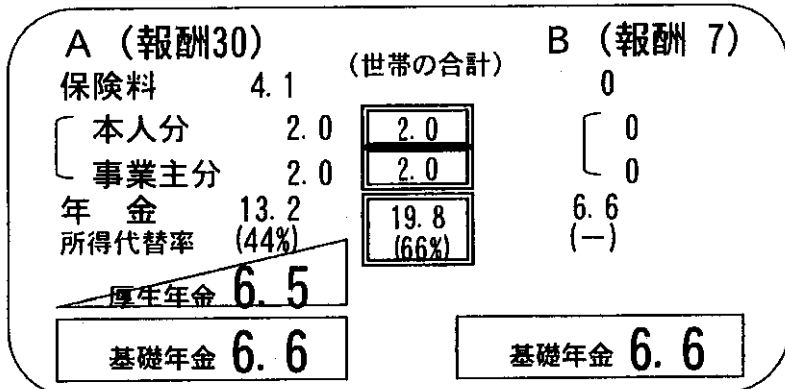 A （報酬30） （世帯の合計） B （報酬 7）
保険料 4.1 0
本人分 2.0 2.0 0
事業主分 2.0 2.0 0
年 金 13.2 19.8 6.6
所得代替率 (44%) (66%) (―)
厚生年金 6.5
基礎年金 6.6 基礎年金 6.6